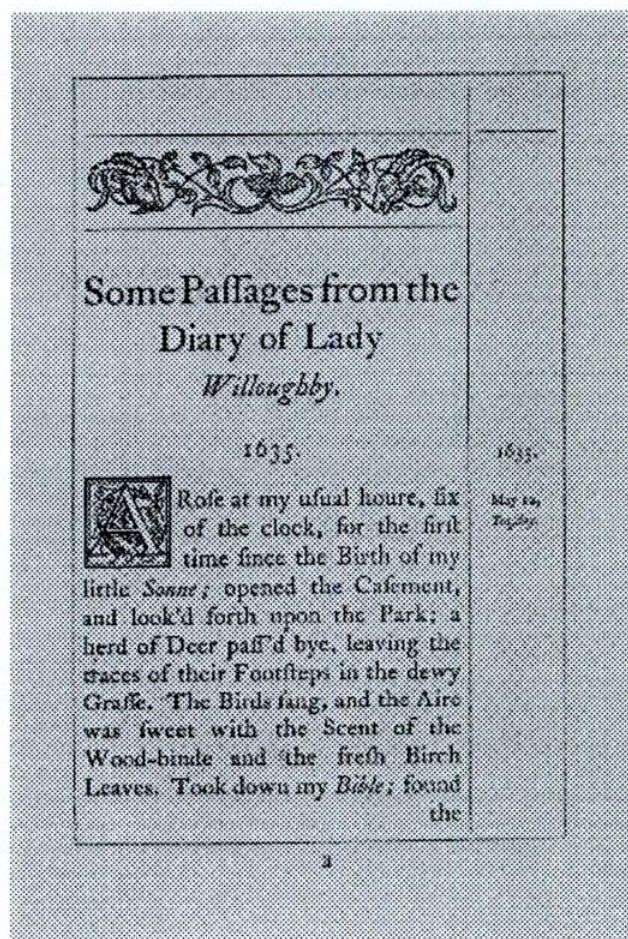 Some Paſſages from the
Diary of Lady
Willoughby.
1635.
1635.
ARoſe at my uſual houre, ſix
May 12,
of the clock, for the firſt
time ſince the Birth of my
little Sonne; opened the Caſement,
and look'd forth upon the Park; a
herd of Deer paſſ'd bye, leaving the
traces of their Footſteps in the dewy
Graſſe. The Birds ſang, and the Aire
was ſweet with the Scent of the
Wood-binde and the freſh Birch
Leaves. Took down my Bible; found
the